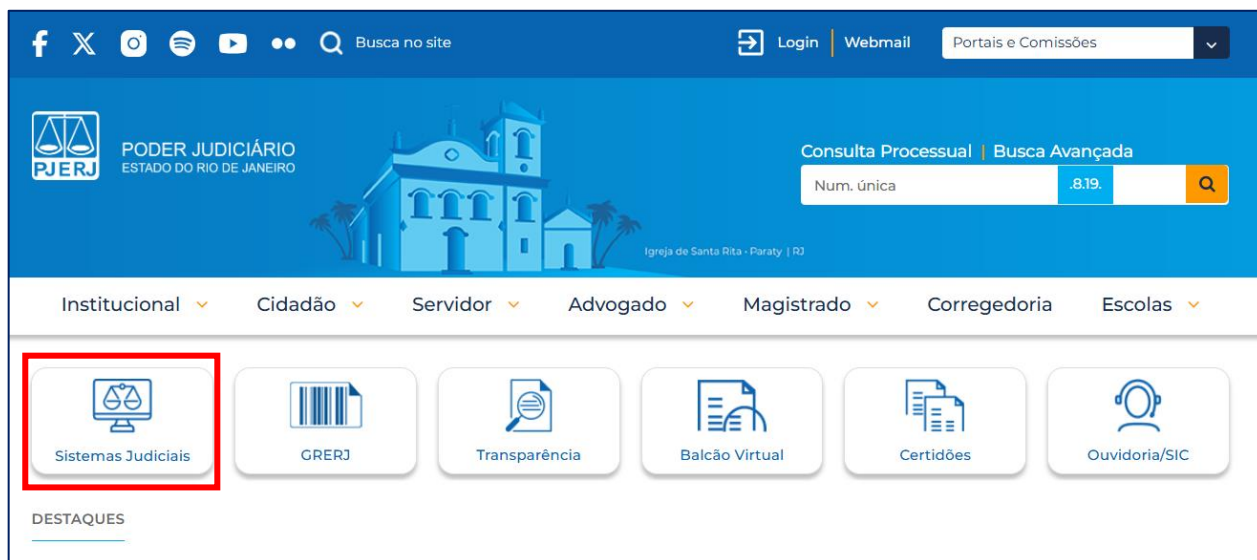 Busca no site
Login | Webmail
Portais e Comissões
PJERJ
PODER JUDICIÁRIO
ESTADO DO RIO DE JANEIRO
Consulta Processual | Busca Avançada
Num. única
.8.19.
Igreja de Santa Rita - Paraty | RJ
Institucional
Cidadão
Servidor
Advogado
Magistrado
Corregedoria
Escolas
Sistemas Judiciais
GRERJ
Transparência
Balcão Virtual
Certidões
Ouvidoria/SIC
DESTAQUES